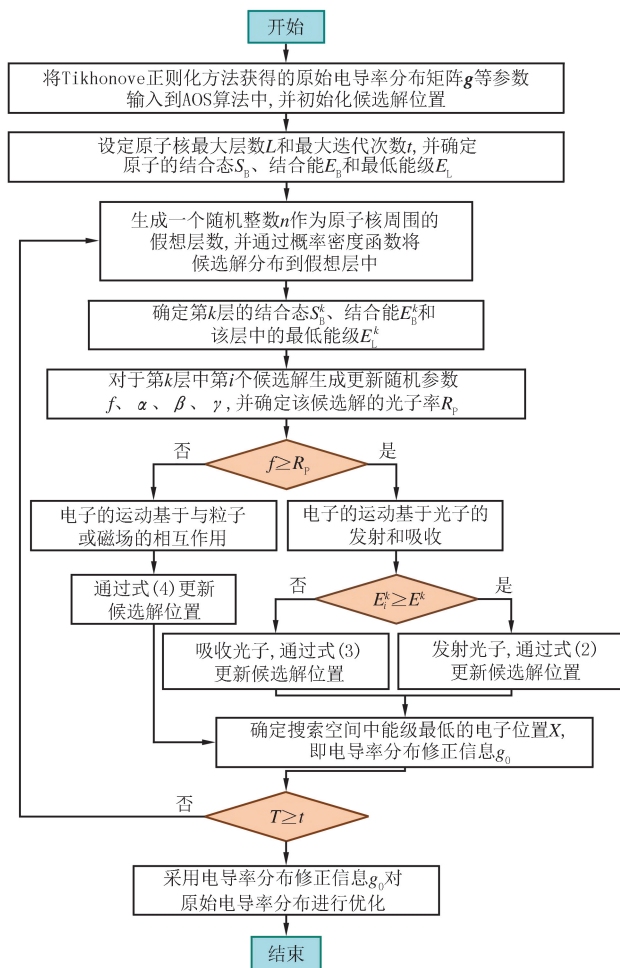 开始
将Tikhonove正则化方法获得的原始电导率分布矩阵g等参数
输入到AOS算法中,并初始化候选解位置
设定原子核最大层数L和最大迭代次数t,并确定
原子的结合态S_B、结合能E_B和最低能级E_L
生成一个随机整数n作为原子核周围的
假想层数,并通过概率密度函数将
候选解分布到假想层中
确定第k层的结合态S_B^k、结合能E_B^k和
该层中的最低能级E_L^k
对于第k层中第i个候选解生成更新随机参数
f、α、β、γ,并确定该候选解的光子率R_P
否
f≥R_P
是
电子的运动基于与粒子
或磁场的相互作用
电子的运动基于光子的
发射和吸收
通过式(4)更新
候选解位置
否
E_i^k≥E^k
是
吸收光子,通过式(3)
更新候选解位置
发射光子,通过式(2)
更新候选解位置
确定搜索空间中能级最低的电子位置X,
即电导率分布修正信息g_0
否
T≥t
是
采用电导率分布修正信息g_0对
原始电导率分布进行优化
结束